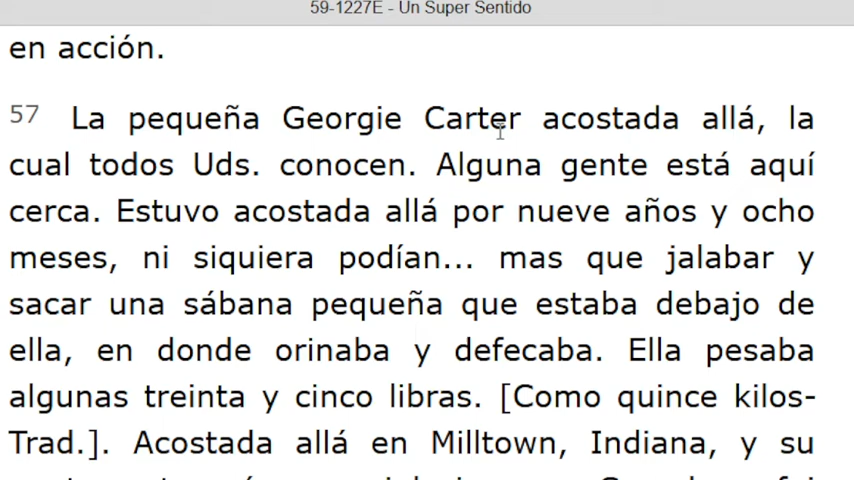 59-1227E - Un Super Sentido
en acción.
57 La pequeña Georgie Carter acostada allá, la
cual todos Uds. conocen. Alguna gente está aquí
cerca. Estuvo acostada allá por nueve años y ocho
meses, ni siquiera podían... mas que jalabar y
sacar una sábana pequeña que estaba debajo de
ella, en donde orinaba y defecaba. Ella pesaba
algunas treinta y cinco libras. [Como quince kilos-
Trad.]. Acostada allá en Milltown, Indiana, y su